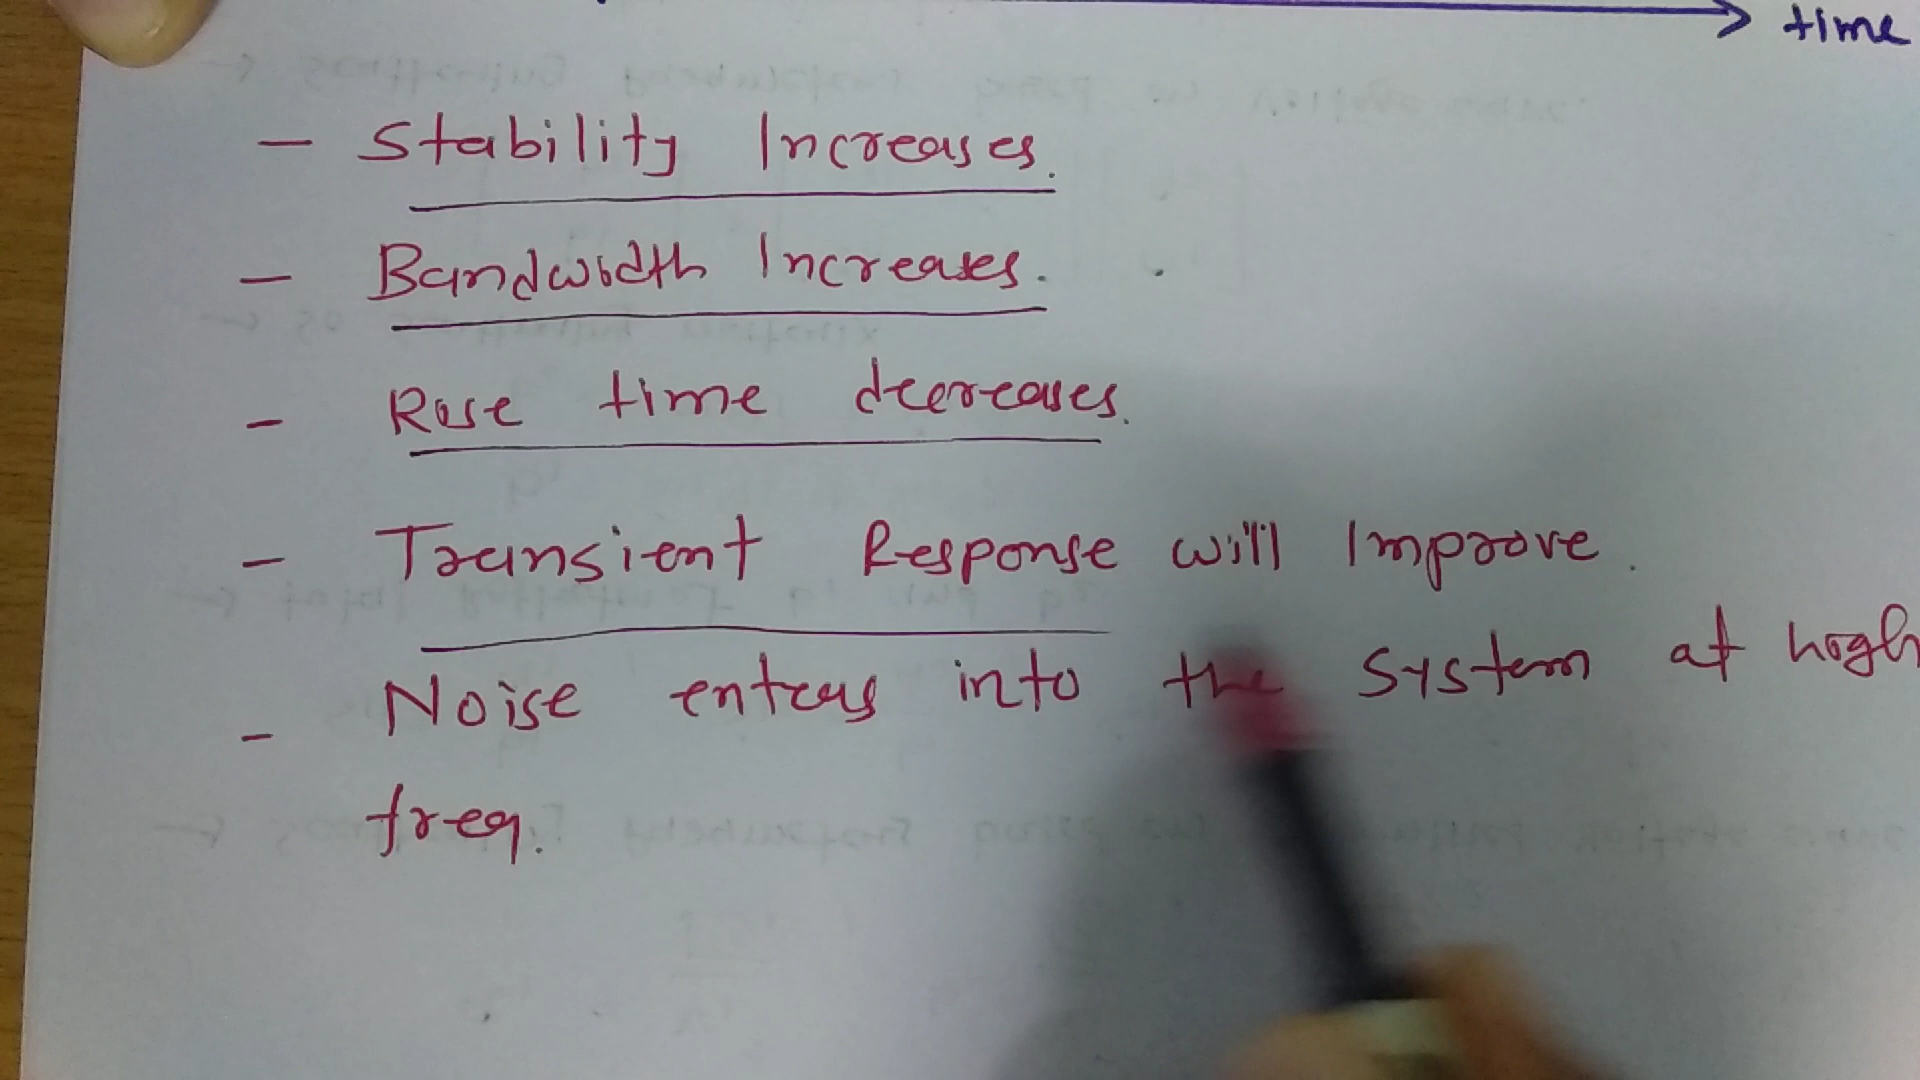 time
- Stability Increases.
- Bandwidth Increases.
- Rise time decreases.
- Transient Response will Improve.
- Noise enters into the system at high
freq.